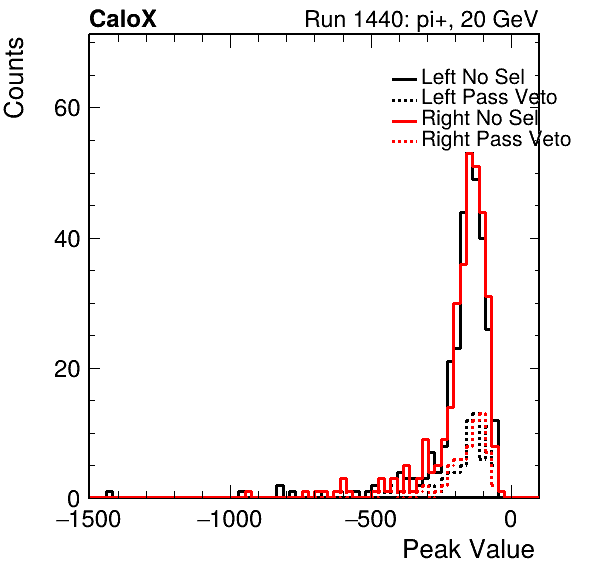 CaloX Run 1440: pi+, 20 GeV
Counts
Left No Sel
Left Pass Veto
Right No Sel
Right Pass Veto
60
40
20
0
−1500 −1000 −500 0
Peak Value